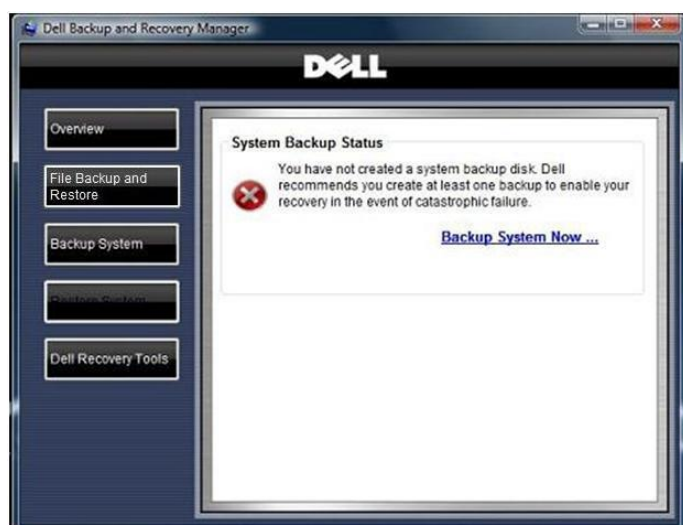 Dell Backup and Recovery Manager
DELL
Overview
File Backup and
Restore
Backup System
Restore System
Dell Recovery Tools
System Backup Status
You have not created a system backup disk. Dell
recommends you create at least one backup to enable your
recovery in the event of catastrophic failure.
Backup System Now ...